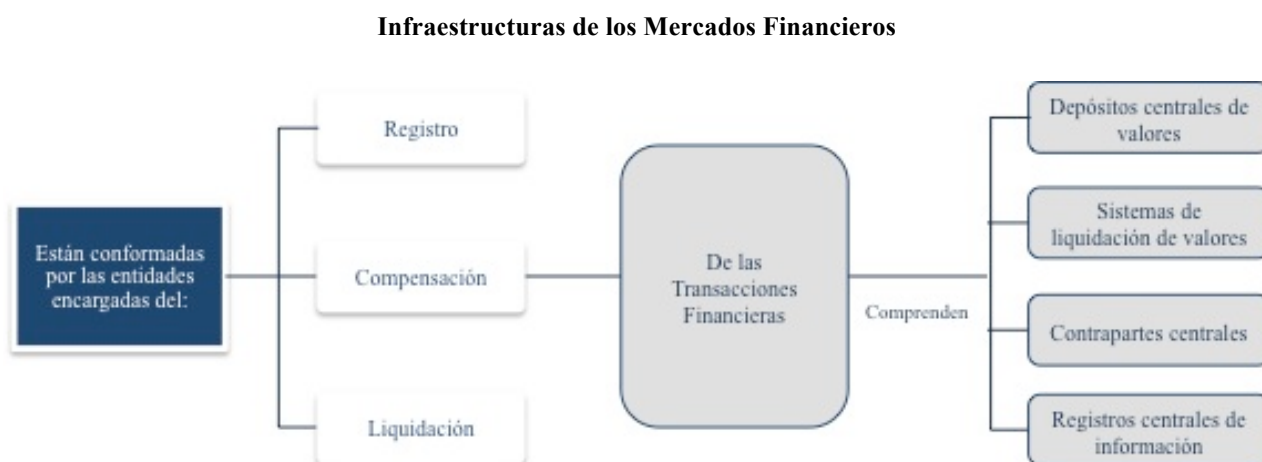 Infraestructuras de los Mercados Financieros
Están conformadas
por las entidades
encargadas del:
Registro
Compensación
Liquidación
De las
Transacciones
Financieras
Comprenden
Depósitos centrales de
valores
Sistemas de
liquidación de valores
Contrapartes centrales
Registros centrales de
información